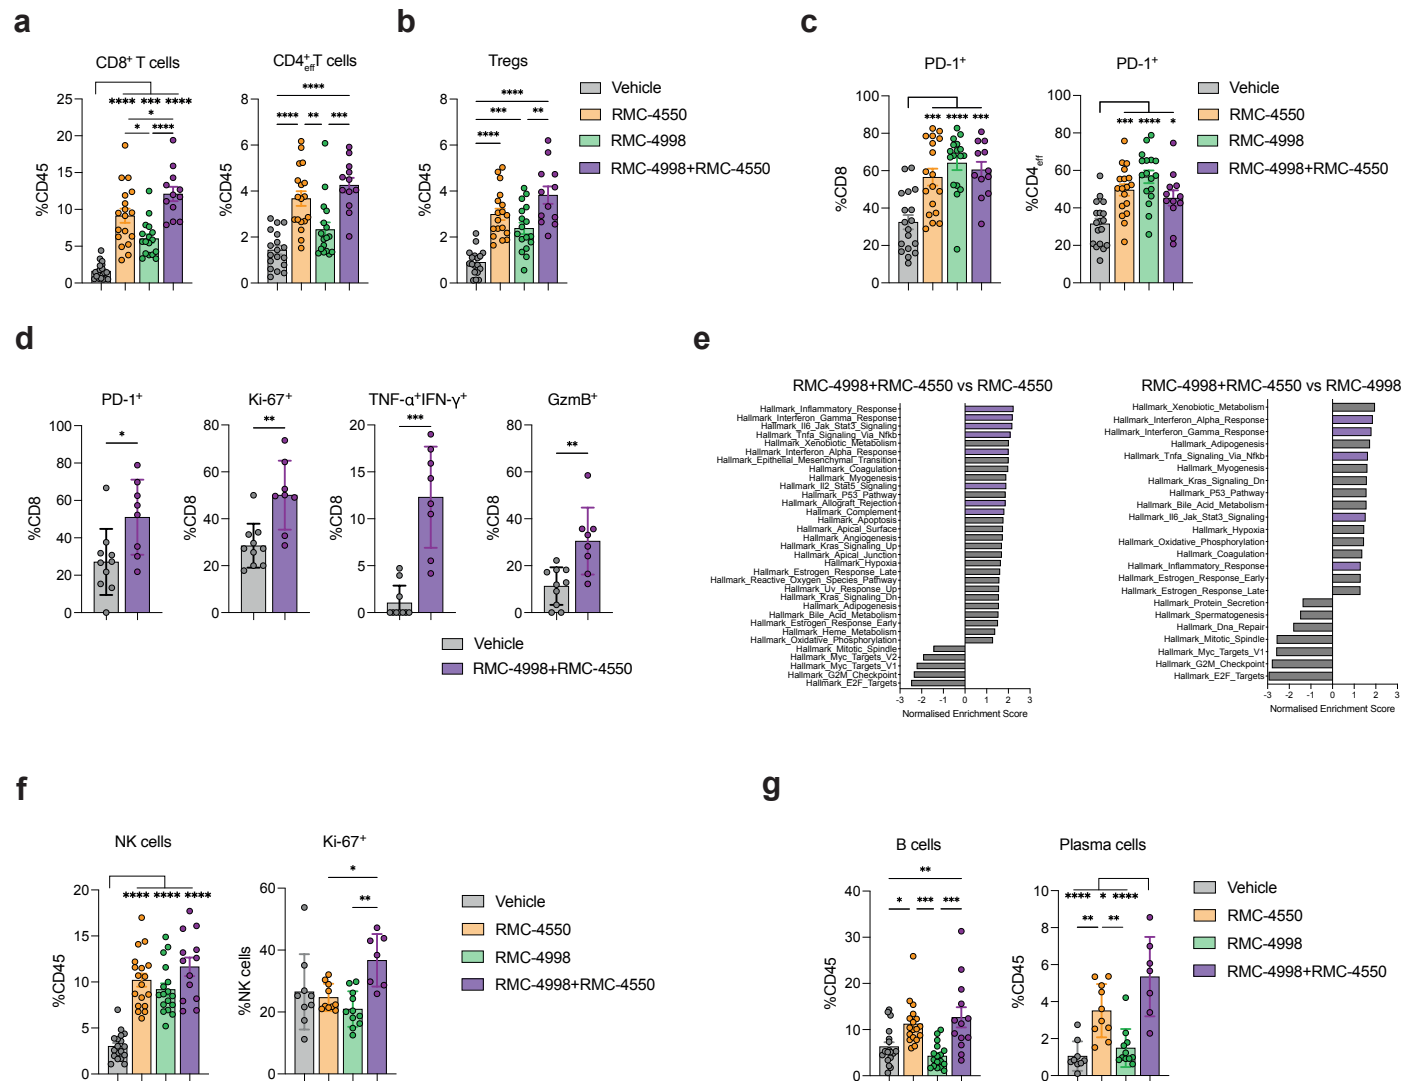 a
CD8+ T cells
%CD45
25
20
15
10
5
0
**** *** ****
*
* ****
CD4+eff T cells
%CD45
8
6
4
2
0
****
**** ** ***
b
Tregs
%CD45
8
6
4
2
0
****
*** **
****
Vehicle
RMC-4550
RMC-4998
RMC-4998+RMC-4550
c
PD-1+
%CD8
100
80
60
40
20
0
*** **** ***
PD-1+
%CD4eff
100
80
60
40
20
0
*** **** *
d
PD-1+
%CD8
100
80
60
40
20
0
*
Ki-67+
%CD8
80
60
40
20
0
**
TNF-α+IFN-γ+
%CD8
20
15
10
5
0
***
GzmB+
%CD8
80
60
40
20
0
**
Vehicle
RMC-4998+RMC-4550
e
RMC-4998+RMC-4550 vs RMC-4550
Hallmark_Inflammatory_Response
Hallmark_Interferon_Gamma_Response
Hallmark_Il6_Jak_Stat3_Signaling
Hallmark_Tnfa_Signaling_Via_Nfkb
Hallmark_Xenobiotic_Metabolism
Hallmark_Interferon_Alpha_Response
Hallmark_Epithelial_Mesenchymal_Transition
Hallmark_Coagulation
Hallmark_Myogenesis
Hallmark_Il2_Stat5_Signaling
Hallmark_P53_Pathway
Hallmark_Allograft_Rejection
Hallmark_Complement
Hallmark_Apoptosis
Hallmark_Apical_Surface
Hallmark_Angiogenesis
Hallmark_Kras_Signaling_Up
Hallmark_Apical_Junction
Hallmark_Hypoxia
Hallmark_Estrogen_Response_Late
Hallmark_Reactive_Oxygen_Species_Pathway
Hallmark_Uv_Response_Up
Hallmark_Kras_Signaling_Dn
Hallmark_Adipogenesis
Hallmark_Bile_Acid_Metabolism
Hallmark_Estrogen_Response_Early
Hallmark_Heme_Metabolism
Hallmark_Oxidative_Phosphorylation
Hallmark_Mitotic_Spindle
Hallmark_Myc_Targets_V2
Hallmark_Myc_Targets_V1
Hallmark_G2M_Checkpoint
Hallmark_E2F_Targets
-3 -2 -1 0 1 2 3
Normalised Enrichment Score
RMC-4998+RMC-4550 vs RMC-4998
Hallmark_Xenobiotic_Metabolism
Hallmark_Interferon_Alpha_Response
Hallmark_Interferon_Gamma_Response
Hallmark_Adipogenesis
Hallmark_Tnfa_Signaling_Via_Nfkb
Hallmark_Myogenesis
Hallmark_Kras_Signaling_Dn
Hallmark_P53_Pathway
Hallmark_Bile_Acid_Metabolism
Hallmark_Il6_Jak_Stat3_Signaling
Hallmark_Hypoxia
Hallmark_Oxidative_Phosphorylation
Hallmark_Coagulation
Hallmark_Inflammatory_Response
Hallmark_Estrogen_Response_Early
Hallmark_Estrogen_Response_Late
Hallmark_Protein_Secretion
Hallmark_Spermatogenesis
Hallmark_Dna_Repair
Hallmark_Mitotic_Spindle
Hallmark_Myc_Targets_V1
Hallmark_G2M_Checkpoint
Hallmark_E2F_Targets
-3 -2 -1 0 1 2 3
Normalised Enrichment Score
f
NK cells
%CD45
20
15
10
5
0
**** **** ****
Ki-67+
%NK cells
60
40
20
0
*
**
Vehicle
RMC-4550
RMC-4998
RMC-4998+RMC-4550
g
B cells
%CD45
40
30
20
10
0
**
* *** ***
Plasma cells
%CD45
10
8
6
4
2
0
**** * ****
** **
Vehicle
RMC-4550
RMC-4998
RMC-4998+RMC-4550